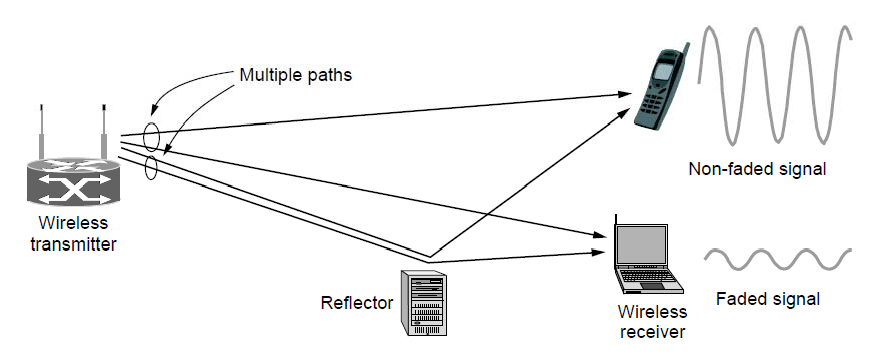 Multiple paths
Non-faded signal
Wireless
transmitter
Reflector
Wireless
receiver
Faded signal